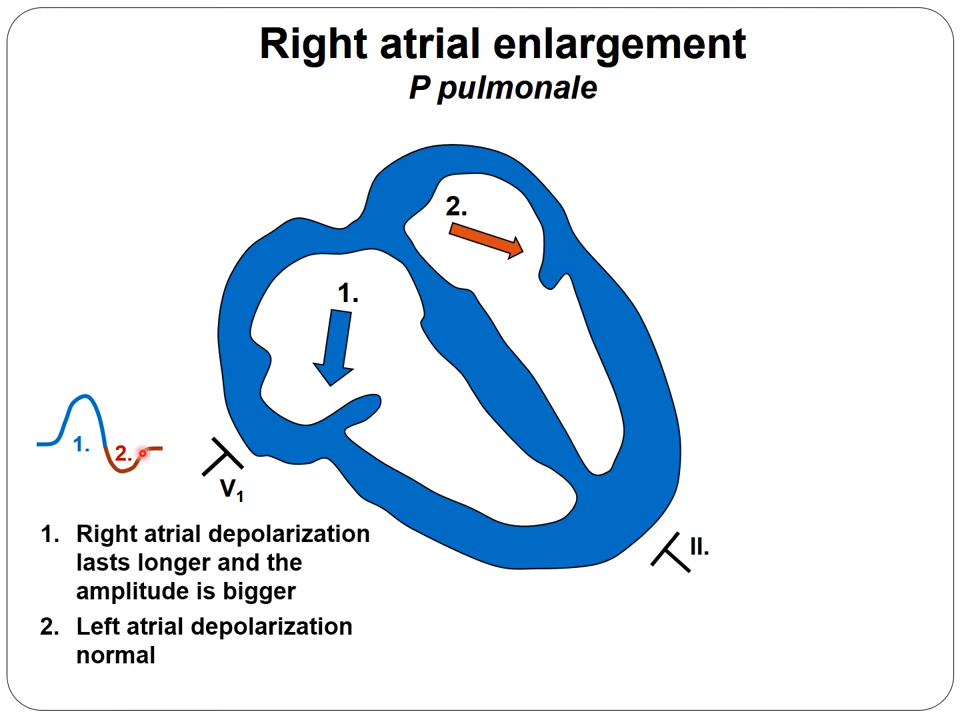 Right atrial enlargement
P pulmonale
2.
1.
1.
2.
V1
II.
1. Right atrial depolarization
lasts longer and the
amplitude is bigger
2. Left atrial depolarization
normal